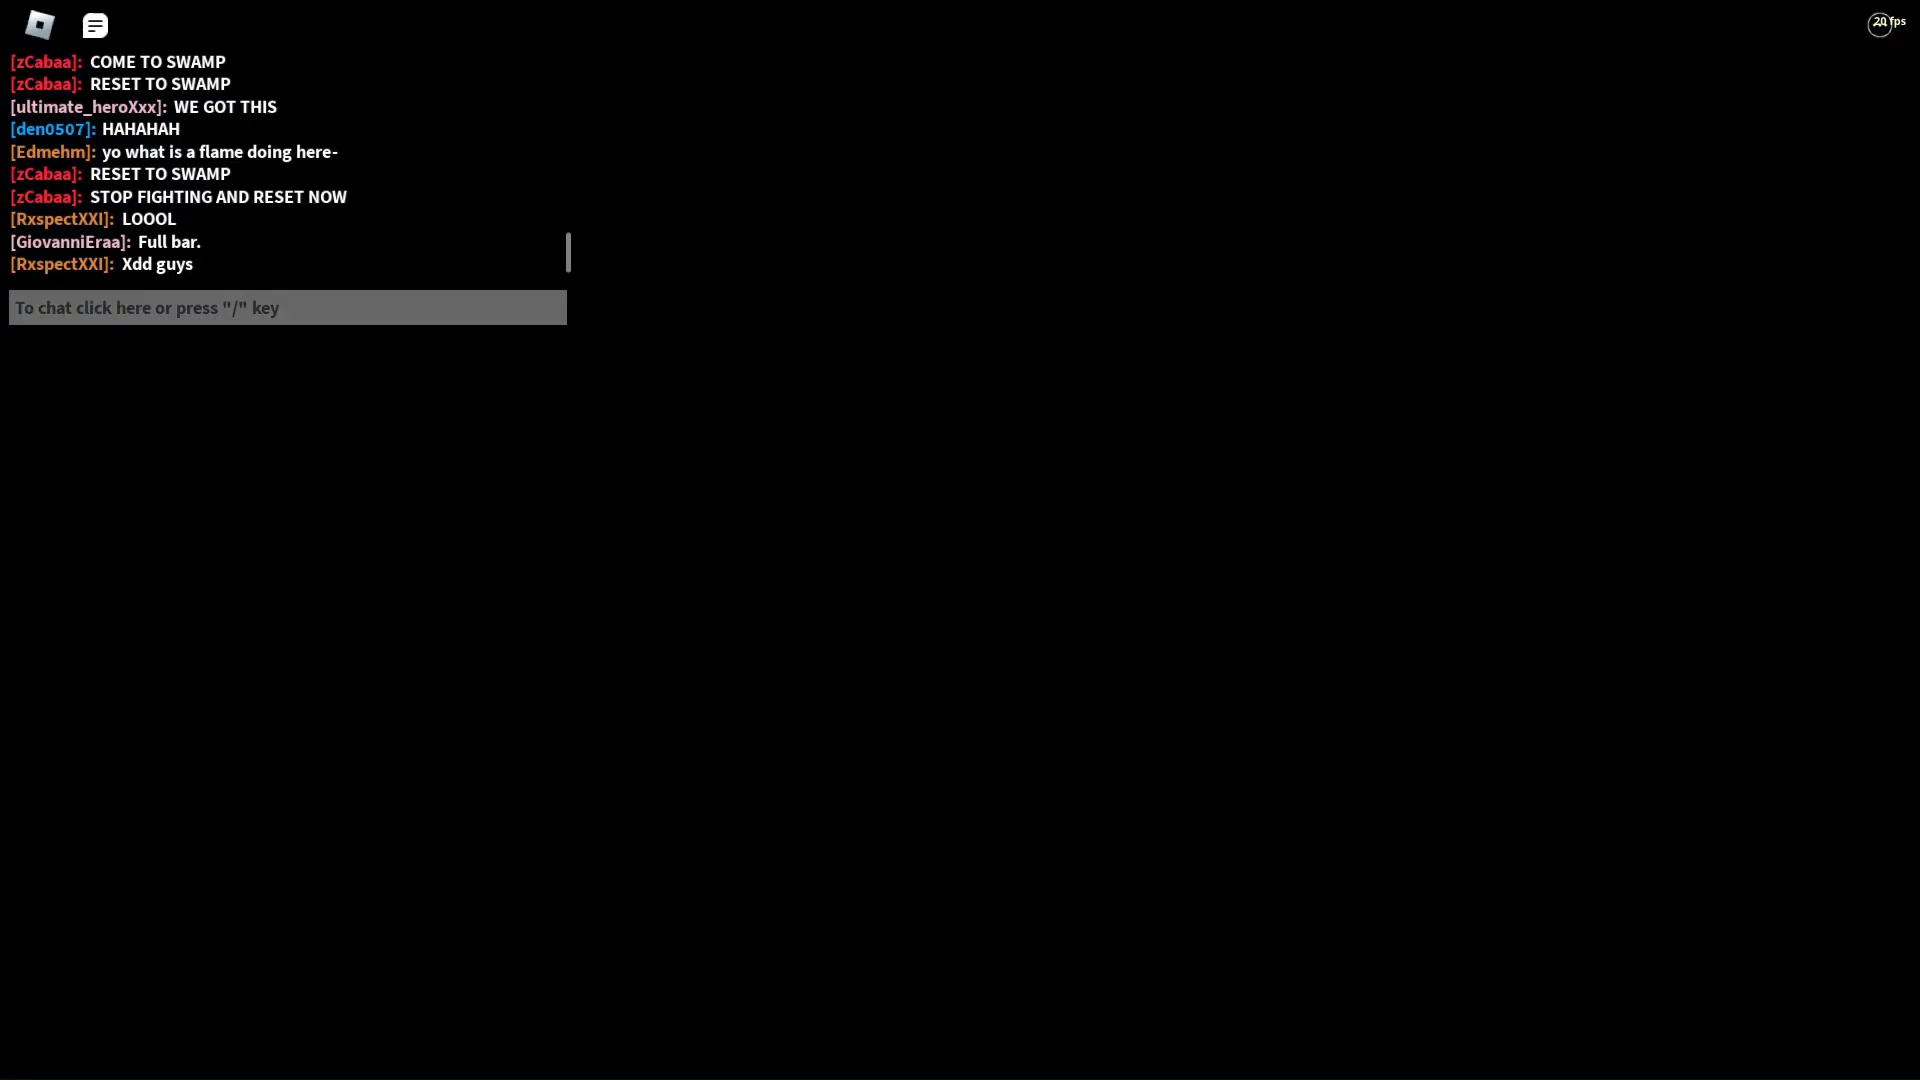 20 fps
[zCabaa]: COME TO SWAMP
[zCabaa]: RESET TO SWAMP
[ultimate_heroXxx]: WE GOT THIS
[den0507]: HAHAHAH
[Edmehm]: yo what is a flame doing here-
[zCabaa]: RESET TO SWAMP
[zCabaa]: STOP FIGHTING AND RESET NOW
[RxspectXXI]: LOOOL
[GiovanniEraa]: Full bar.
[RxspectXXI]: Xdd guys
To chat click here or press "/" key